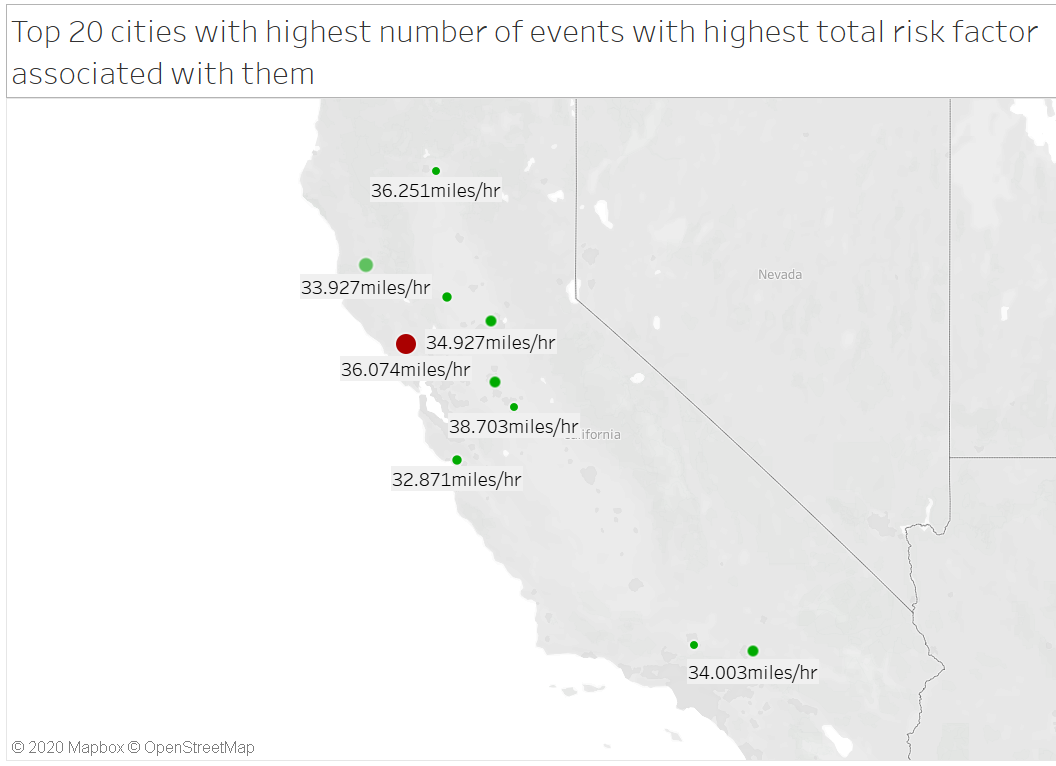 Top 20 cities with highest number of events with highest total risk factor
associated with them
36.251miles/hr
Nevada
33.927miles/hr
34.927miles/hr
36.074miles/hr
38.703miles/hr
32.871miles/hr
34.003miles/hr
© 2020 Mapbox © OpenStreetMap